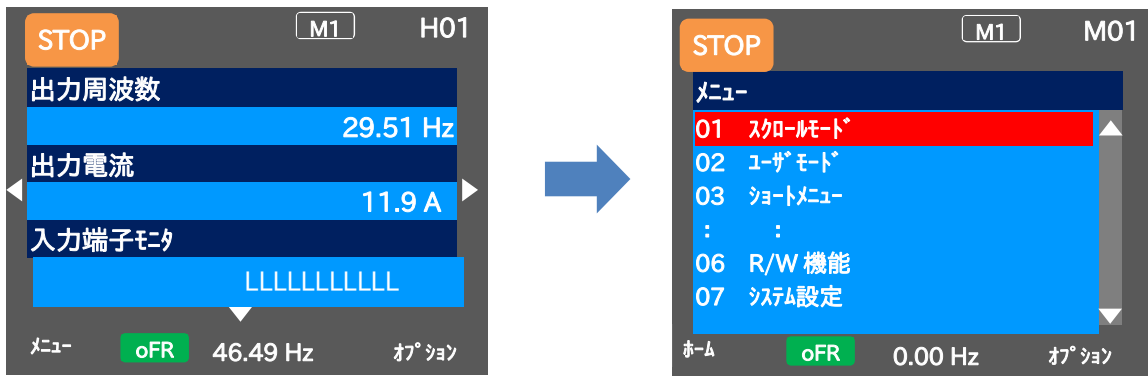 STOP M1 H01
出力周波数
29.51 Hz
出力電流
11.9 A
入力端子ﾓﾆﾀ
LLLLLLLLLLL
ﾒﾆｭｰ oFR 46.49 Hz ｵﾌﾟｼｮﾝ
STOP M1 M01
ﾒﾆｭｰ
01 ｽｸﾛｰﾙﾓｰﾄﾞ
02 ﾕｰｻﾞﾓｰﾄﾞ
03 ｼｮｰﾄﾒﾆｭｰ
: :
06 R/W 機能
07 ｼｽﾃﾑ設定
ﾎｰﾑ oFR 0.00 Hz ｵﾌﾟｼｮﾝ